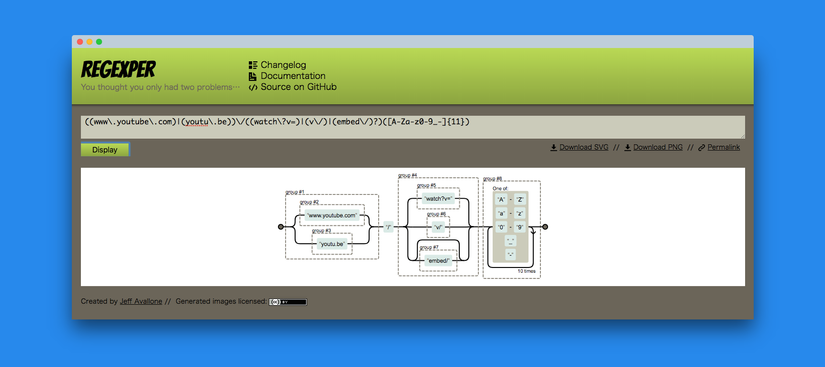 REGEXPER
You thought you only had two problems…
Changelog
Documentation
Source on GitHub
((www\.youtube\.com)|(youtu\.be))\/((watch\?v=)|(v\/)|(embed\/)?)([A-Za-z0-9_-]{11})
Display
Download SVG // Download PNG // Permalink
group #1
group #2
"www.youtube.com"
group #3
"youtu.be"
"/"
group #4
group #5
"watch?v="
group #6
"v/"
group #7
"embed/"
group #8
One of:
"A" - "Z"
"a" - "z"
"0" - "9"
"_"
"-"
10 times
Created by Jeff Avallone // Generated images licensed: